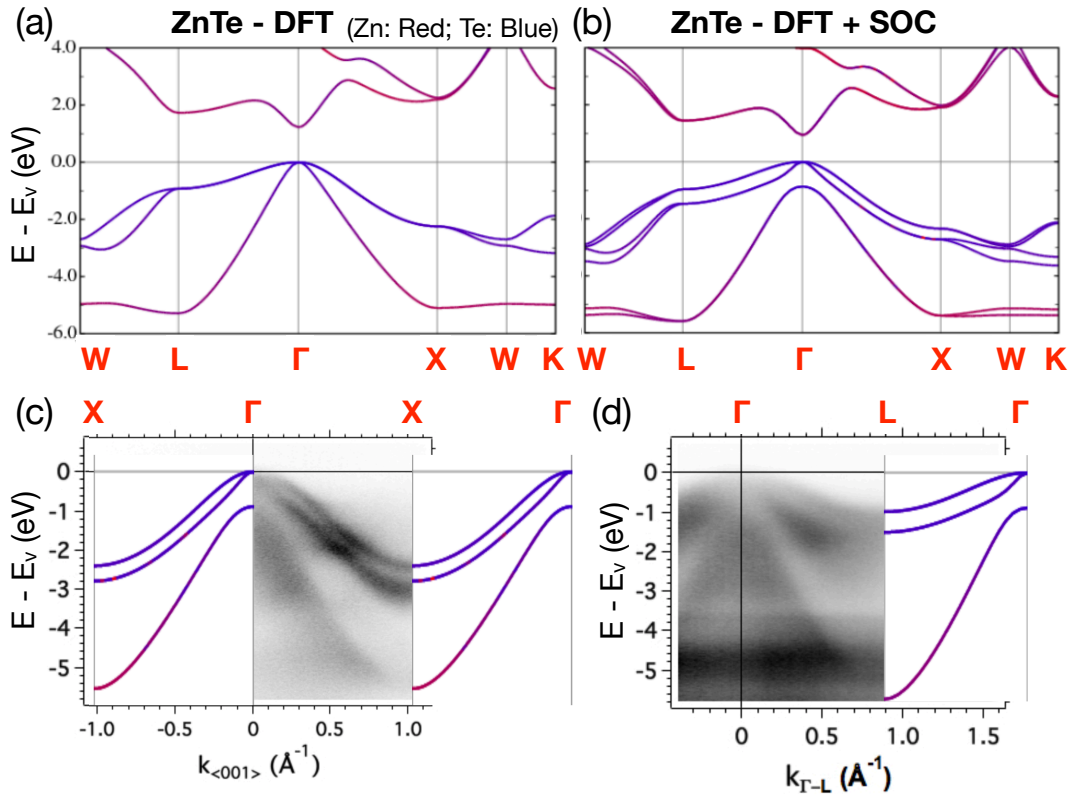 (a) ZnTe - DFT (Zn: Red; Te: Blue)
(b) ZnTe - DFT + SOC
E - Ev (eV)
4.0
2.0
0.0
-2.0
-4.0
-6.0
W L Γ X W K
W L Γ X W K
(c) X Γ X Γ
E - Ev (eV)
0
-1
-2
-3
-4
-5
-1.0 -0.5 0 0.5 1.0
k<001> (Å-1)
(d) Γ L Γ
E - Ev (eV)
0
-1
-2
-3
-4
-5
0 0.5 1.0 1.5
kΓ-L (Å-1)